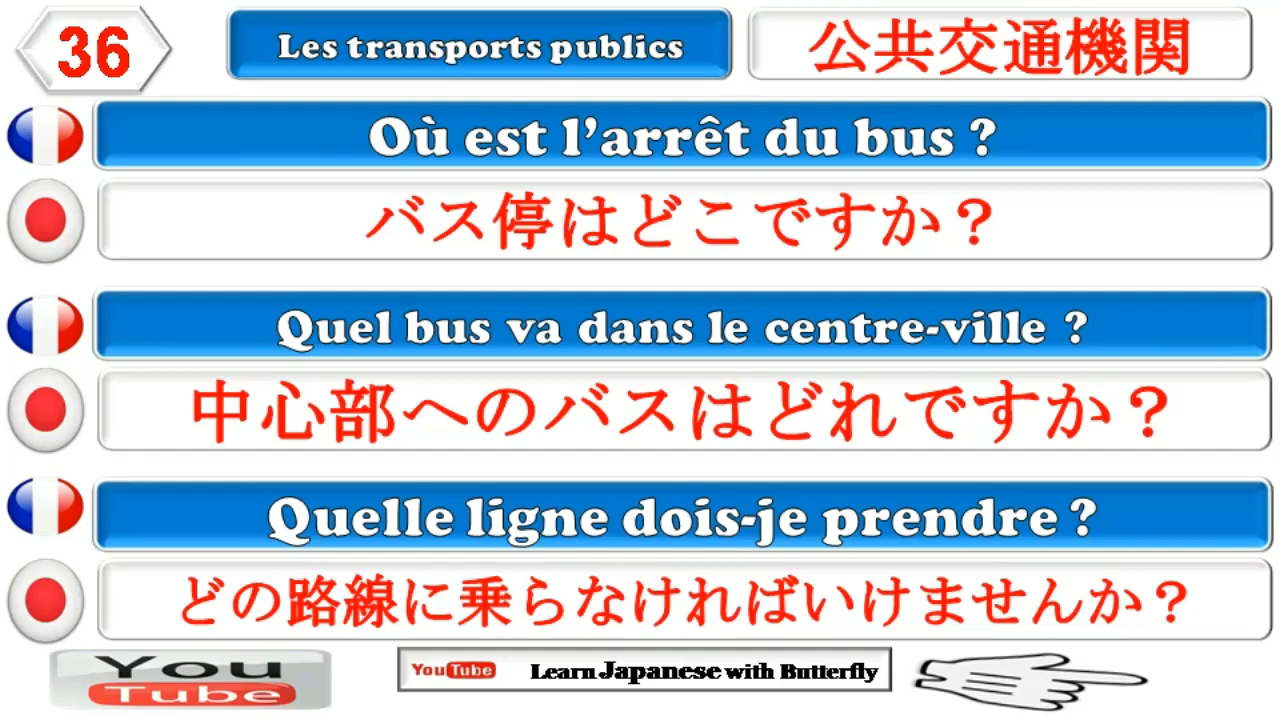 36
Les transports publics
公共交通機関
Où est l’arrêt du bus ?
バス停はどこですか？
Quel bus va dans le centre-ville ?
中心部へのバスはどれですか？
Quelle ligne dois-je prendre ?
どの路線に乗らなければいけませんか？
You
Tube
YouTube Learn Japanese with Butterfly